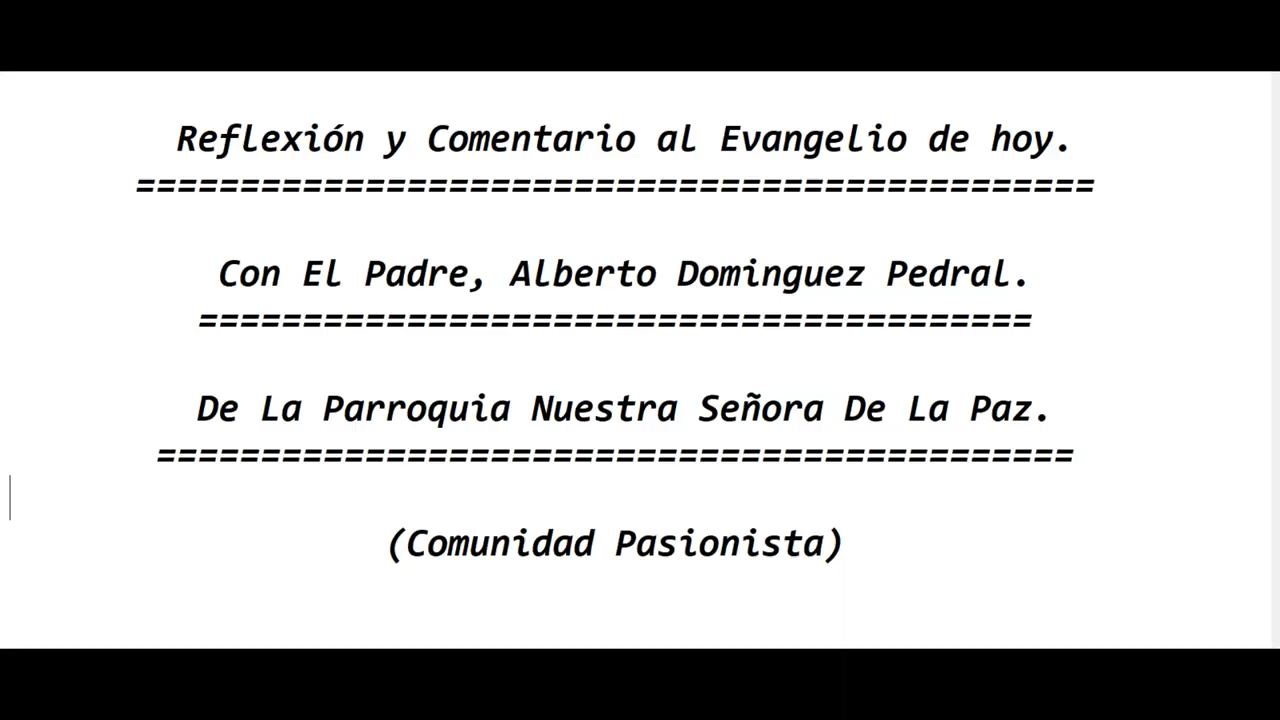 Reflexión y Comentario al Evangelio de hoy.
==============================================
Con El Padre, Alberto Dominguez Pedral.
========================================
De La Parroquia Nuestra Señora De La Paz.
============================================
(Comunidad Pasionista)